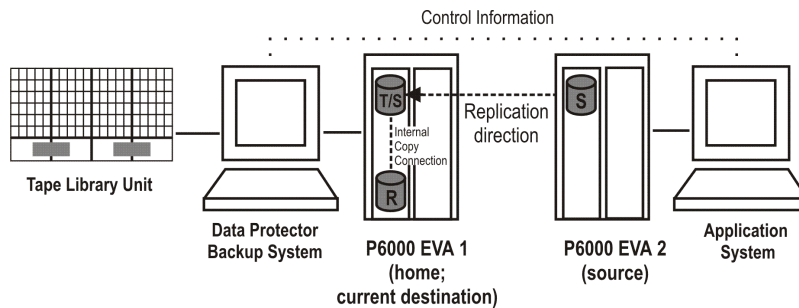 Control Information
T/S
S
Replication
direction
Internal
Copy
Connection
R
Tape Library Unit
Data Protector
Backup System
P6000 EVA 1
(home;
current destination)
P6000 EVA 2
(source)
Application
System